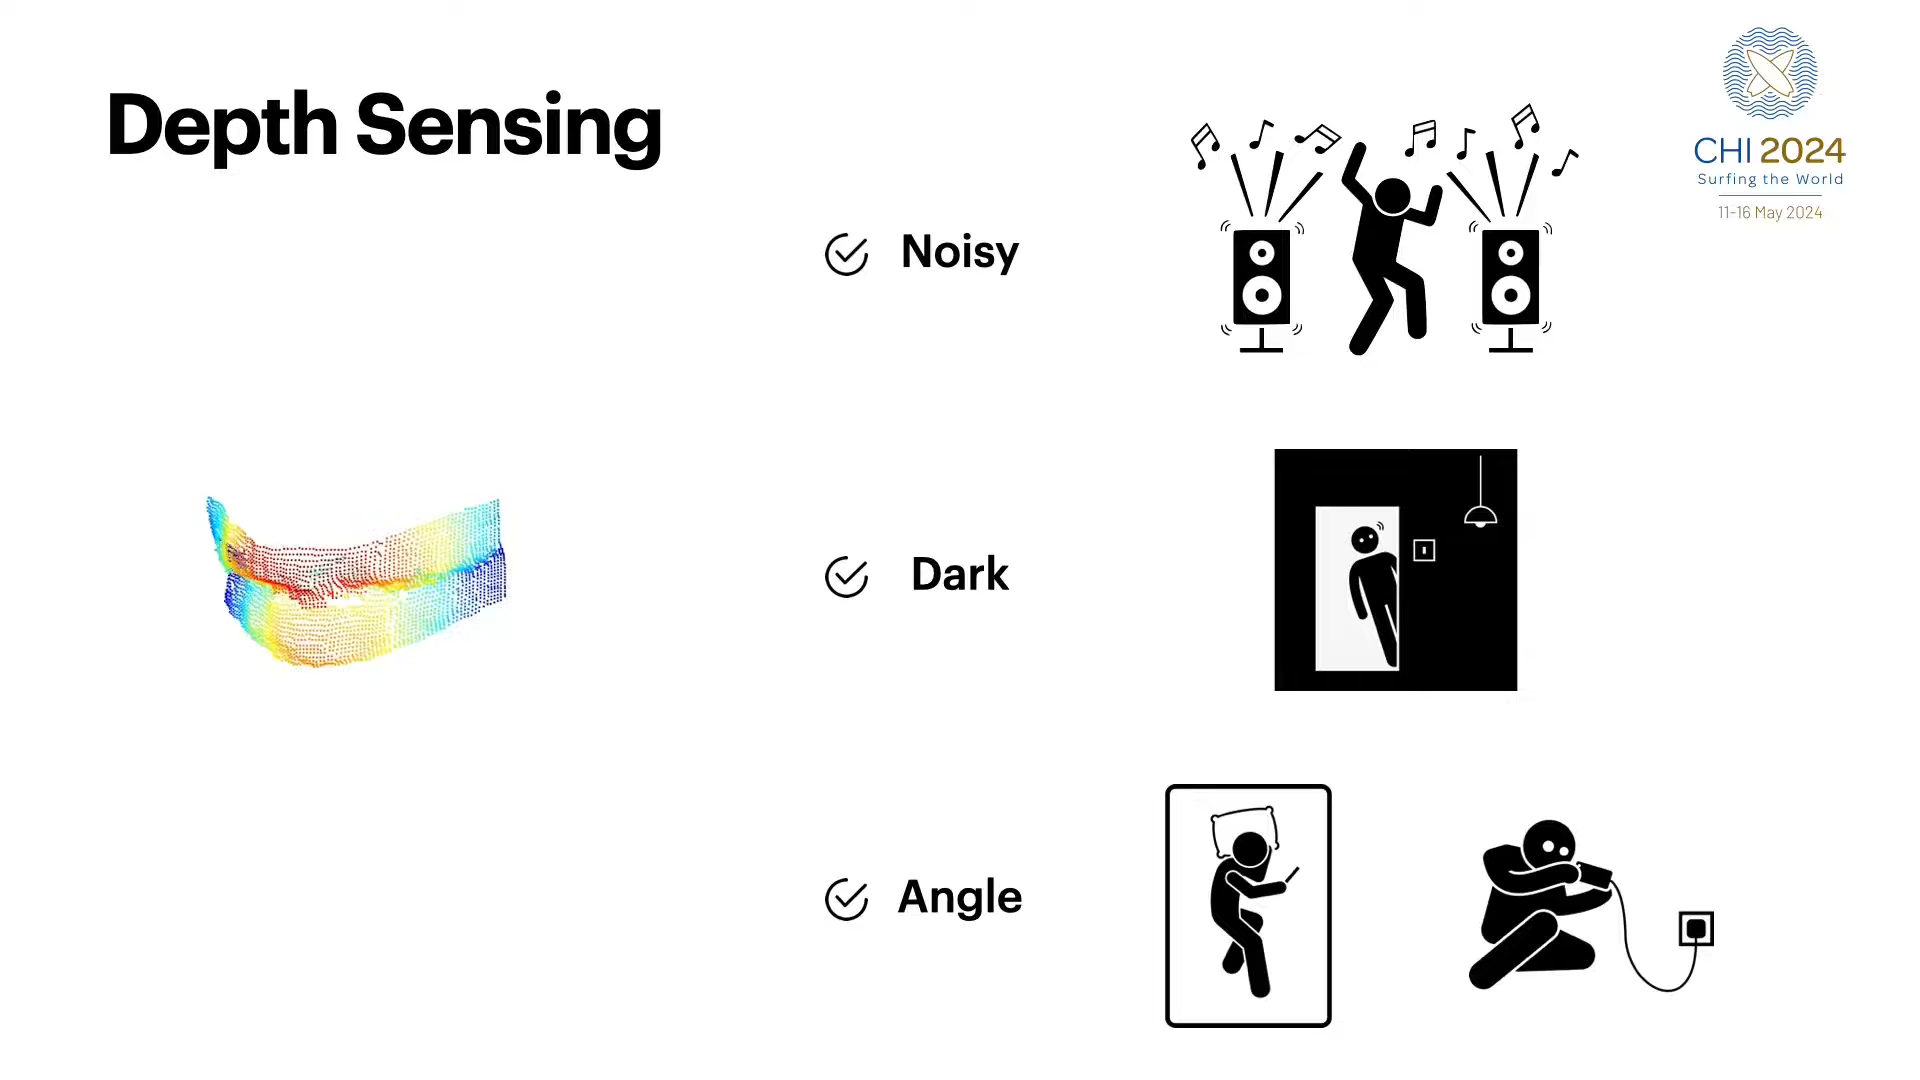 Depth Sensing
CHI 2024
Surfing the World
11-16 May 2024
Noisy
Dark
Angle